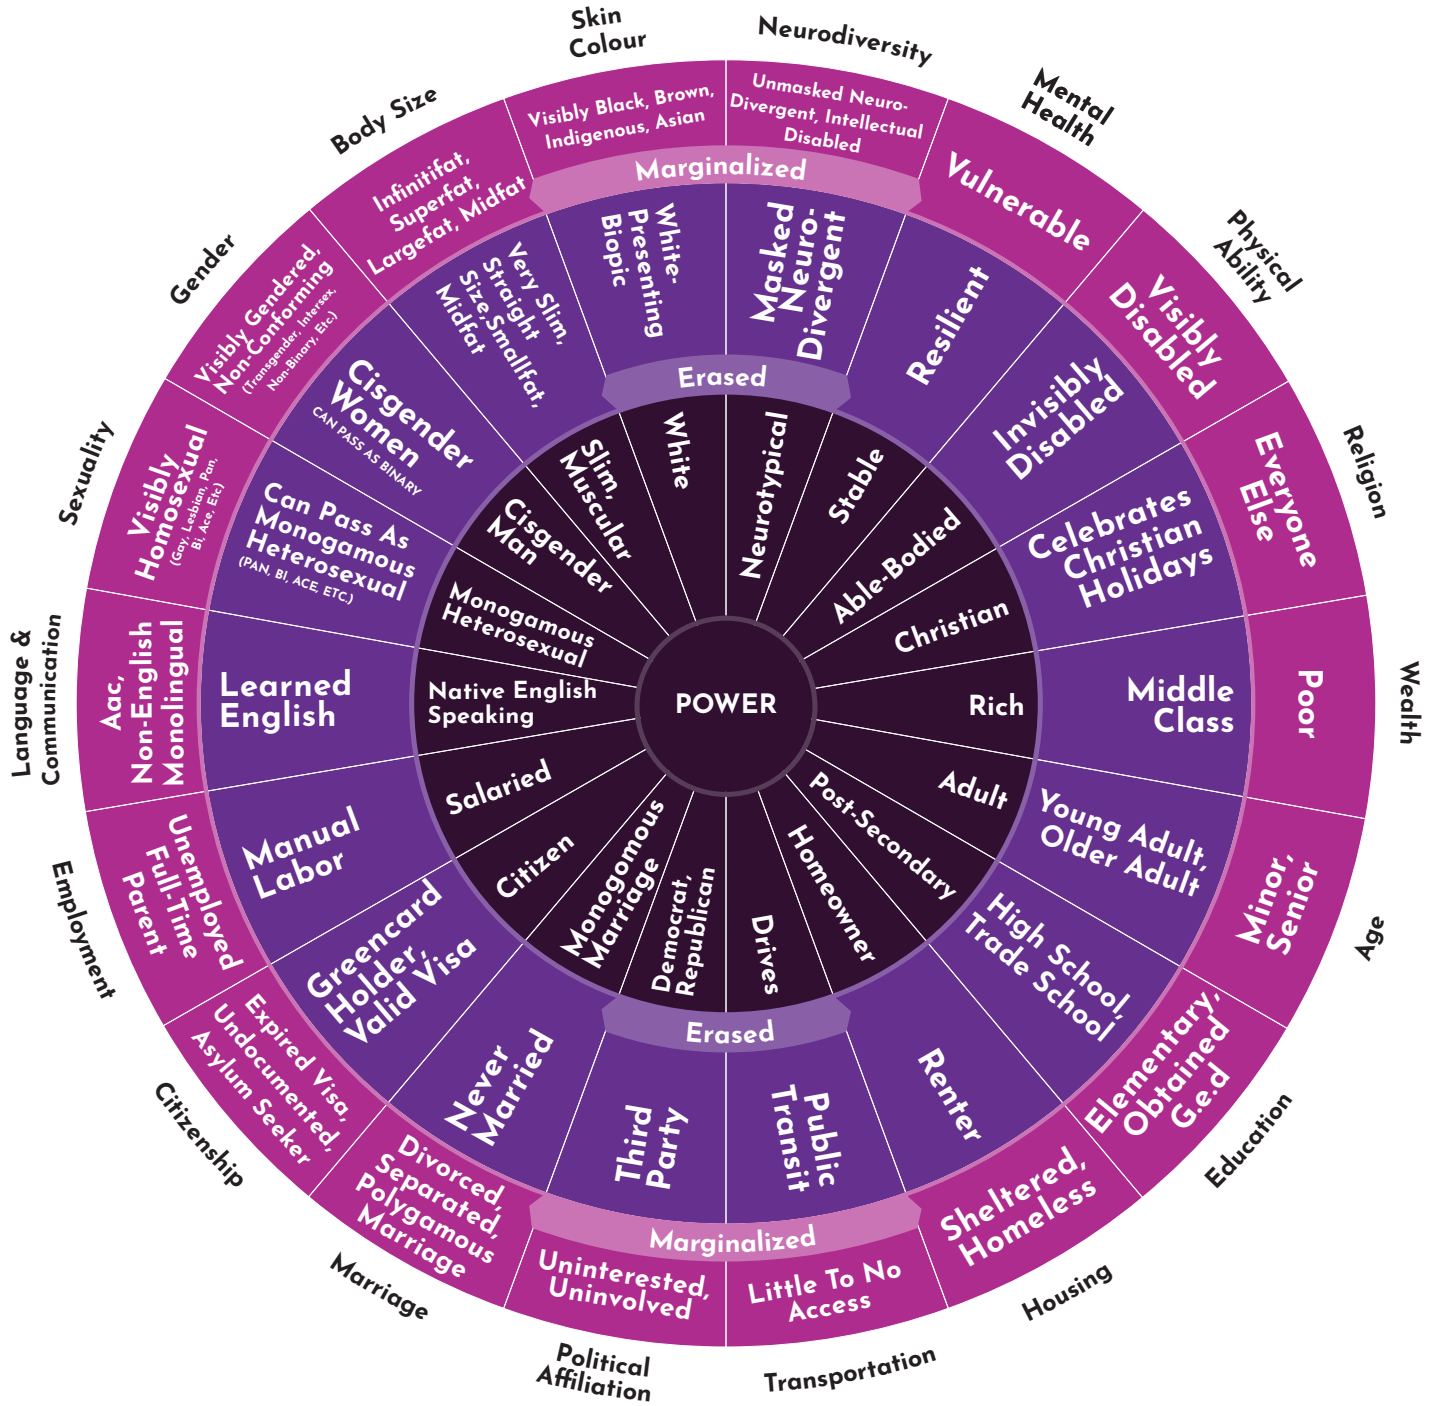 Skin
Colour
Neurodiversity
Mental
Health
Physical
Ability
Religion
Wealth
Age
Education
Housing
Transportation
Political
Affiliation
Marriage
Citizenship
Employment
Language &
Communication
Sexuality
Gender
Body Size
Visibly Black, Brown,
Indigenous, Asian
Unmasked Neuro-
Divergent, Intellectual
Disabled
Vulnerable
Visibly
Disabled
Everyone
Else
Poor
Minor,
Senior
Elementary,
Obtained
G.e.d
Sheltered,
Homeless
Little To No
Access
Uninterested,
Uninvolved
Divorced,
Separated,
Polygamous
Marriage
Expired Visa,
Undocumented,
Asylum Seeker
Unemployed
Full-Time
Parent
Aac,
Non-English
Monolingual
Visibly
Homosexual
(Gay, Lesbian, Pan,
Bi, Ace, Etc)
Visibly Gendered,
Non-Conforming
(Transgender, Intersex,
Non-Binary, Etc.)
Infinitifat,
Superfat,
Largefat, Midfat
Marginalized
White-
Presenting
Biopic
Masked
Neuro-
Divergent
Resilient
Invisibly
Disabled
Celebrates
Christian
Holidays
Middle
Class
Young Adult,
Older Adult
High School,
Trade School
Renter
Public
Transit
Third
Party
Never
Married
Greencard
Holder,
Valid Visa
Manual
Labor
Learned
English
Can Pass As
Monogamous
Heterosexual
(PAN, BI, ACE, ETC.)
Cisgender
Women
CAN PASS AS BINARY
Very Slim,
Straight
Size,Smallfat,
Midfat
Erased
White
Neurotypical
Stable
Able-Bodied
Christian
Rich
Adult
Post-Secondary
Homeowner
Drives
Democrat,
Republican
Monogomous
Marriage
Citizen
Salaried
Native English
Speaking
Monogamous
Heterosexual
Cisgender
Man
Slim,
Muscular
POWER
Erased
Marginalized